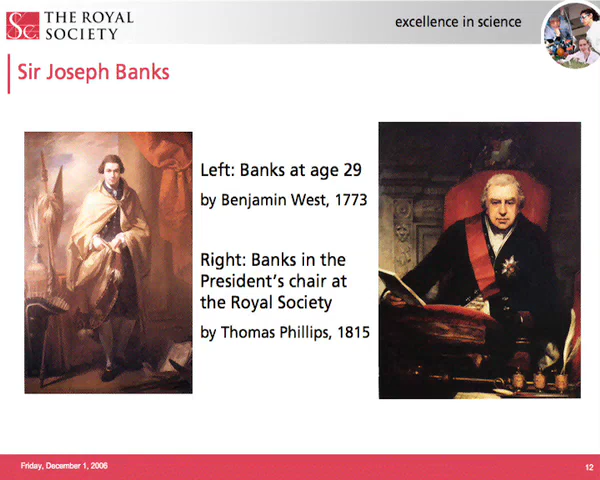 THE ROYAL
SOCIETY
excellence in science
Sir Joseph Banks
Left: Banks at age 29
by Benjamin West, 1773
Right: Banks in the
President's chair at
the Royal Society
by Thomas Phillips, 1815
Friday, December 1, 2006
12